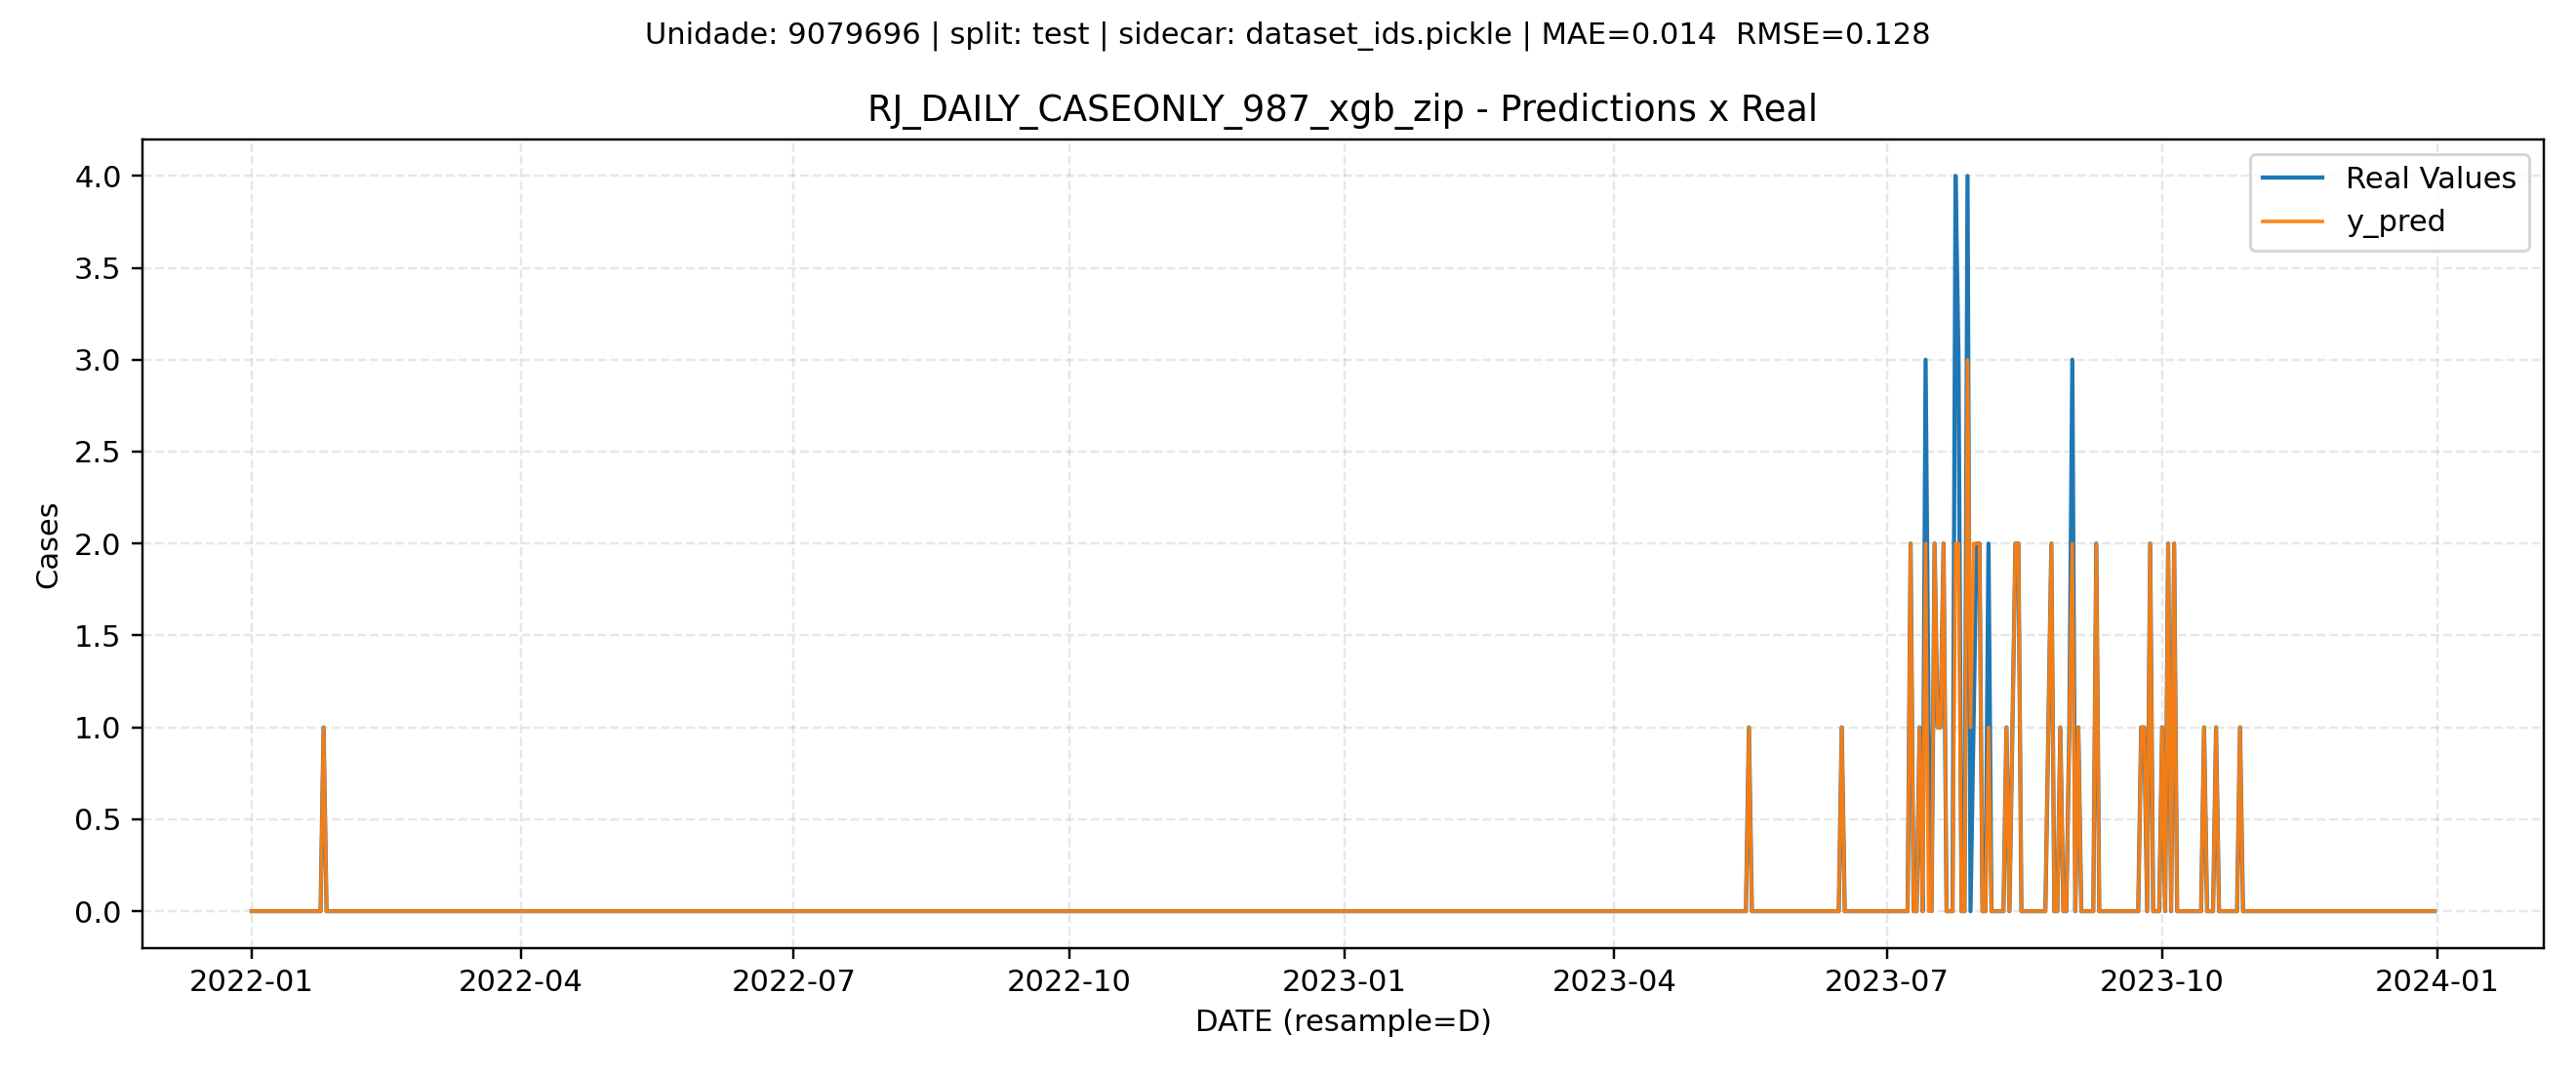 Unidade: 9079696 | split: test | sidecar: dataset_ids.pickle | MAE=0.014  RMSE=0.128
RJ_DAILY_CASEONLY_987_xgb_zip - Predictions x Real
Real Values
y_pred
4.0
3.5
3.0
2.5
2.0
1.5
1.0
0.5
0.0
Cases
2022-01 2022-04 2022-07 2022-10 2023-01 2023-04 2023-07 2023-10 2024-01
DATE (resample=D)